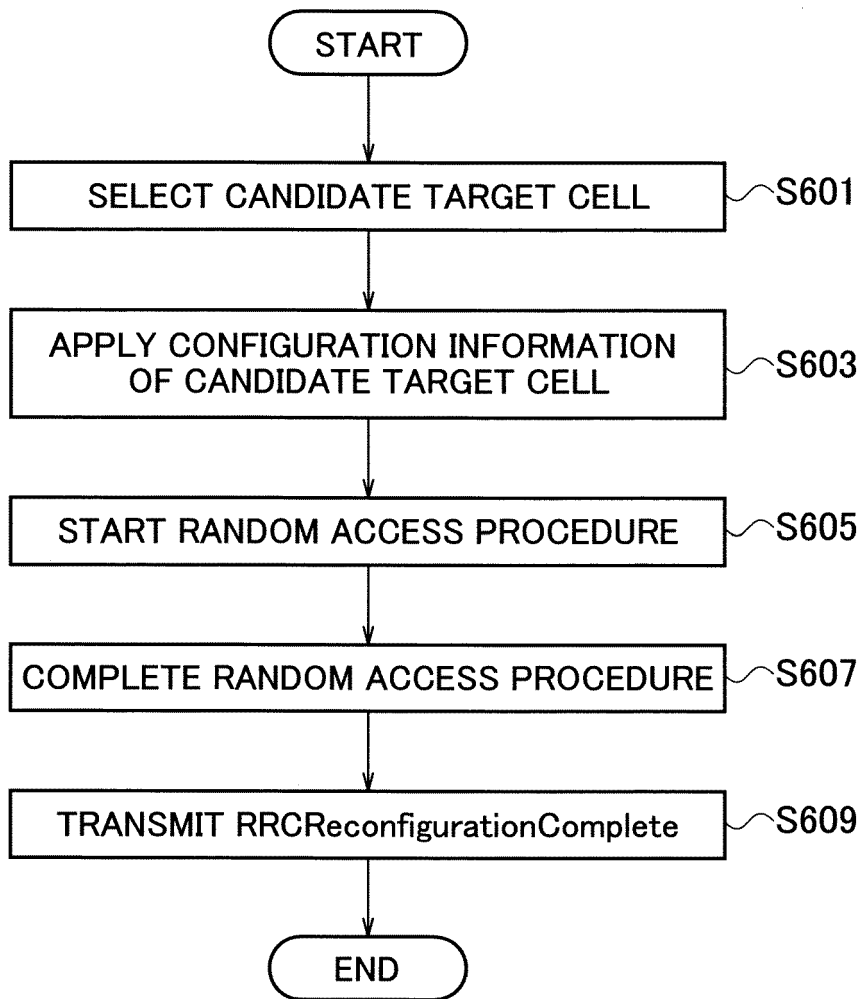 START
SELECT CANDIDATE TARGET CELL
S601
APPLY CONFIGURATION INFORMATION
OF CANDIDATE TARGET CELL
S603
START RANDOM ACCESS PROCEDURE
S605
COMPLETE RANDOM ACCESS PROCEDURE
S607
TRANSMIT RRCReconfigurationComplete
S609
END